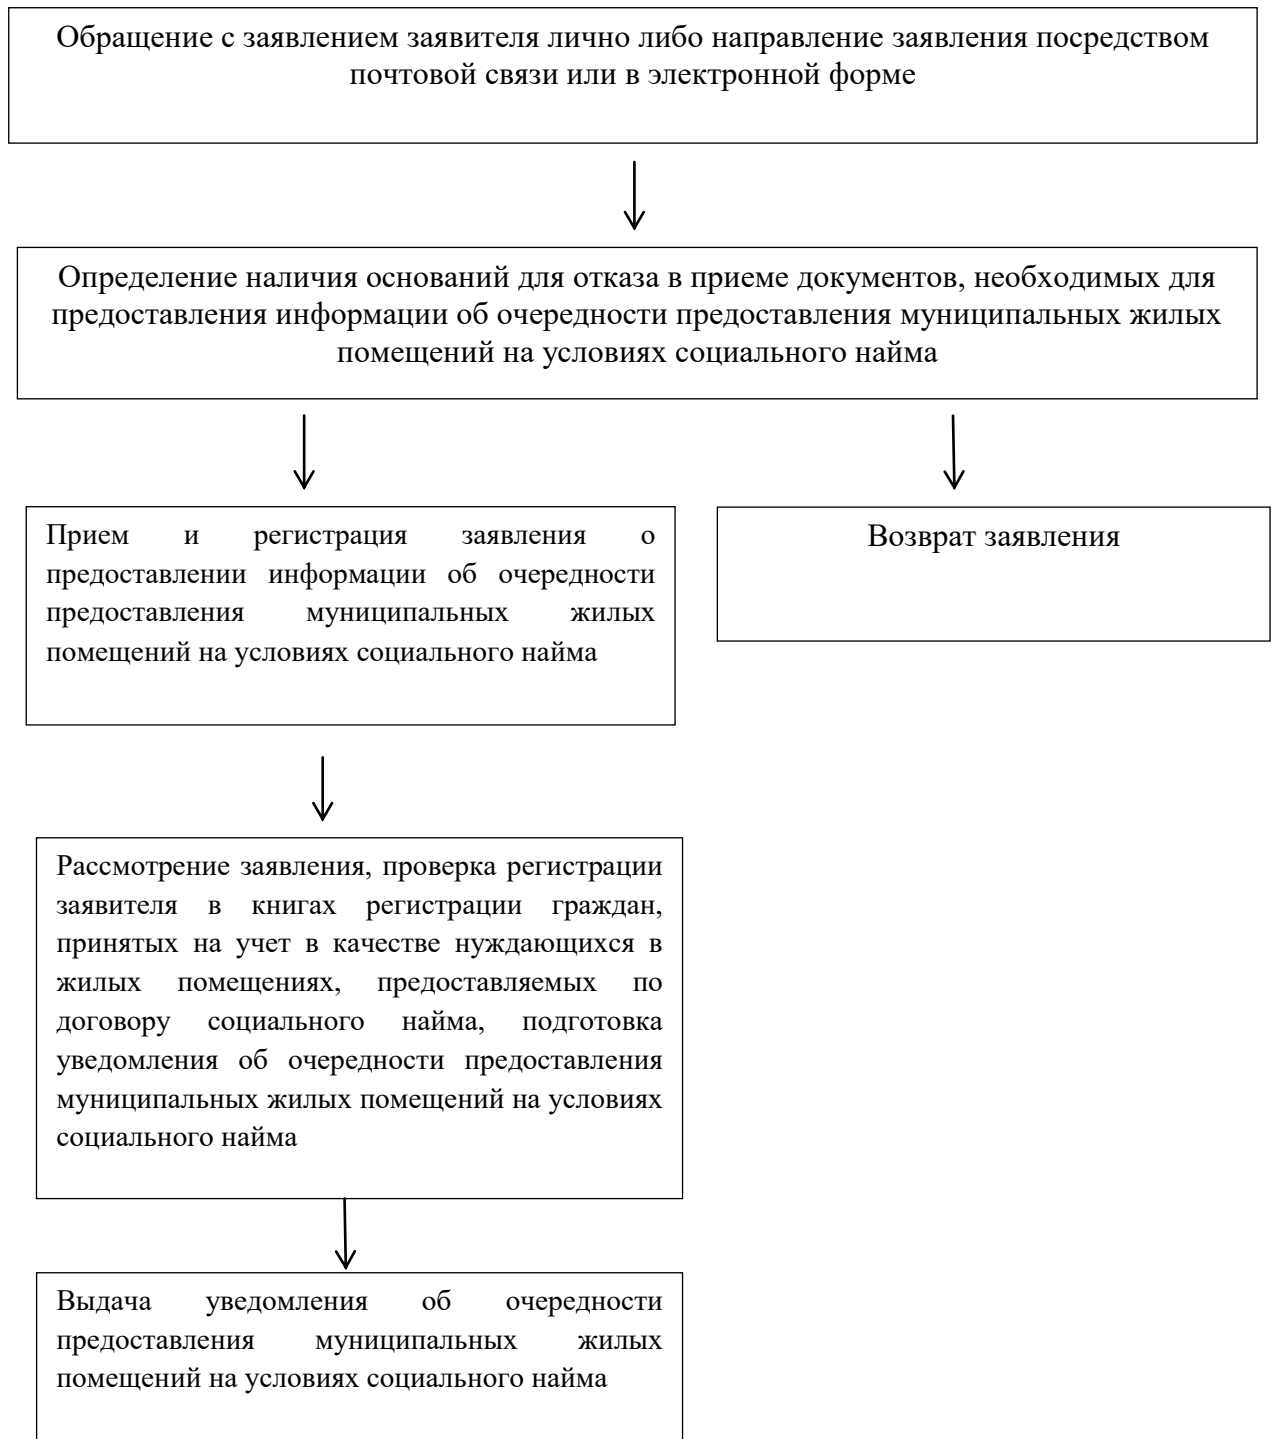 Обращение с заявлением заявителя лично либо направление заявления посредством
почтовой связи или в электронной форме
Определение наличия оснований для отказа в приеме документов, необходимых для
предоставления информации об очередности предоставления муниципальных жилых
помещений на условиях социального найма
Прием и регистрация заявления о
предоставлении информации об очередности
предоставления муниципальных жилых
помещений на условиях социального найма
Возврат заявления
Рассмотрение заявления, проверка регистрации
заявителя в книгах регистрации граждан,
принятых на учет в качестве нуждающихся в
жилых помещениях, предоставляемых по
договору социального найма, подготовка
уведомления об очередности предоставления
муниципальных жилых помещений на условиях
социального найма
Выдача уведомления об очередности
предоставления муниципальных жилых
помещений на условиях социального найма